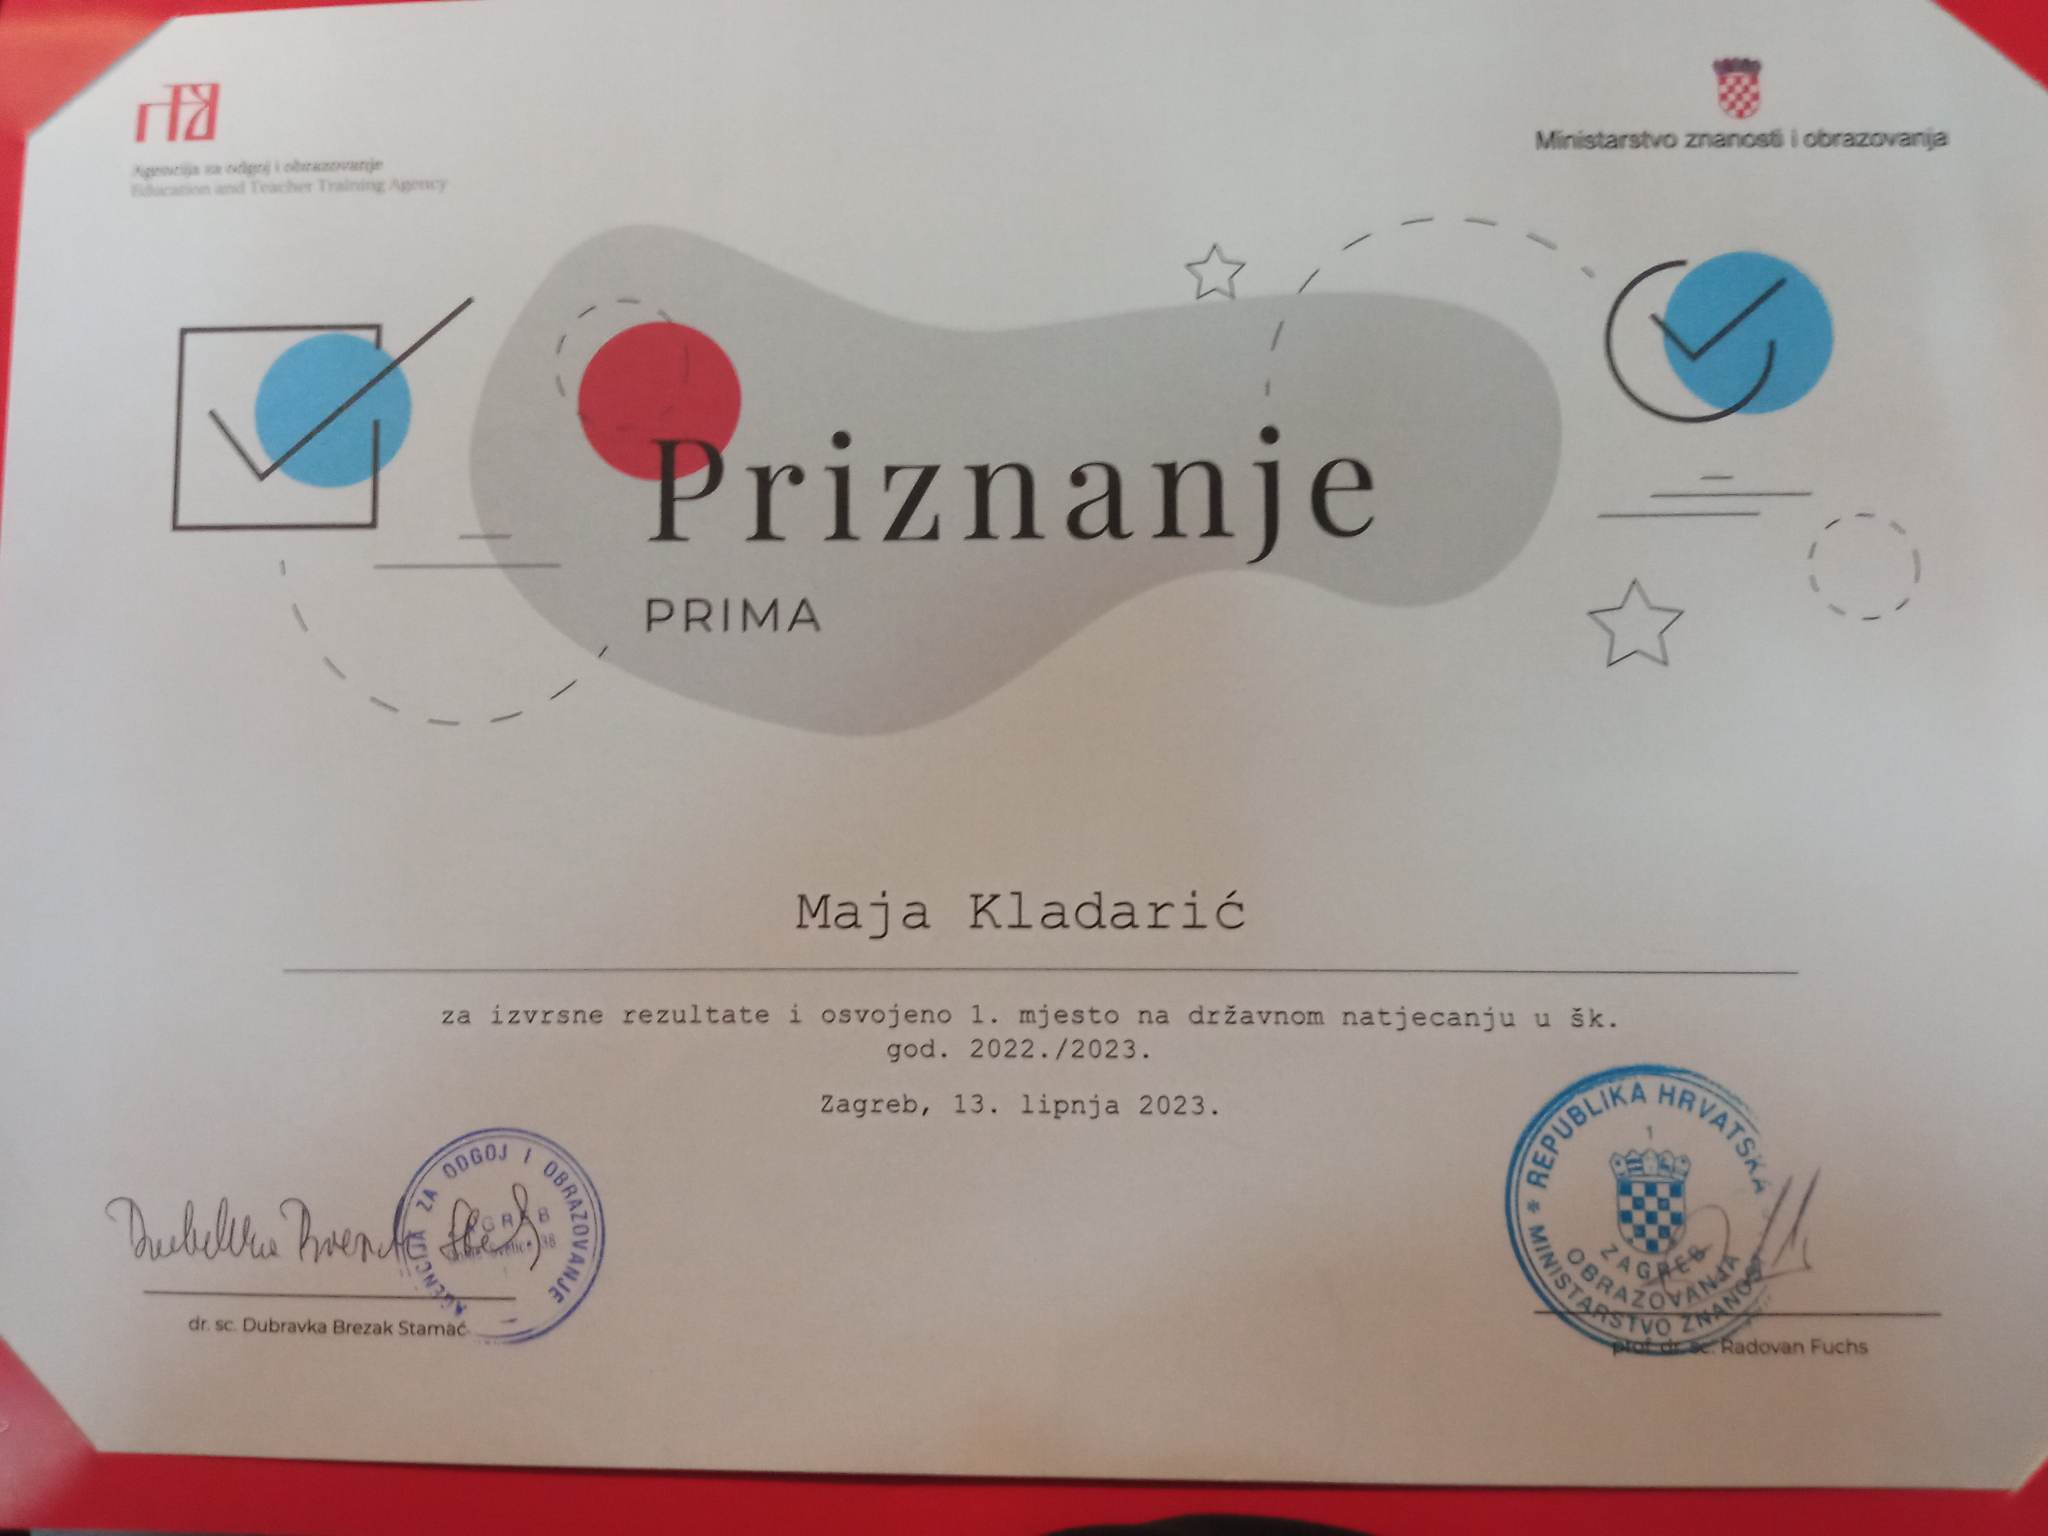 Agencija za odgoj i obrazovanje
Education and Teacher Training Agency
Ministarstvo znanosti i obrazovanja
Priznanje
PRIMA
Maja Kladarić
za izvrsne rezultate i osvojeno 1. mjesto na državnom natjecanju u šk.
god. 2022./2023.
Zagreb, 13. lipnja 2023.
AGENCIJA ZA ODGOJ I OBRAZOVANJE
ZAGREB
dr. sc. Dubravka Brezak Stamać
REPUBLIKA HRVATSKA
1
MINISTARSTVO ZNANOSTI
OBRAZOVANJA
ZAGREB
prof. dr. sc. Radovan Fuchs